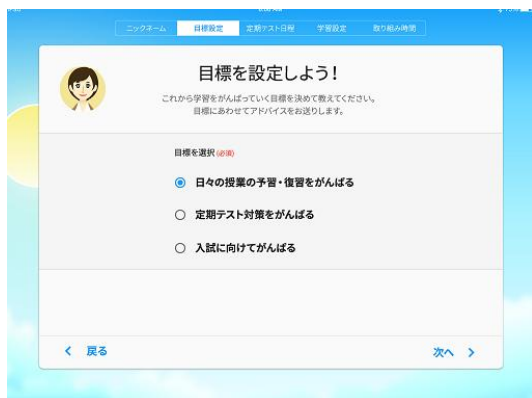 ニックネーム 目標設定 定期テスト日程 学習設定 取り組み時間
目標を設定しよう!
これから学習をがんばっていく目標を決めて教えてください。
目標にあわせてアドバイスをお送りします。
目標を選択(必須)
日々の授業の予習・復習をがんばる
定期テスト対策をがんばる
入試に向けてがんばる
戻る 次へ